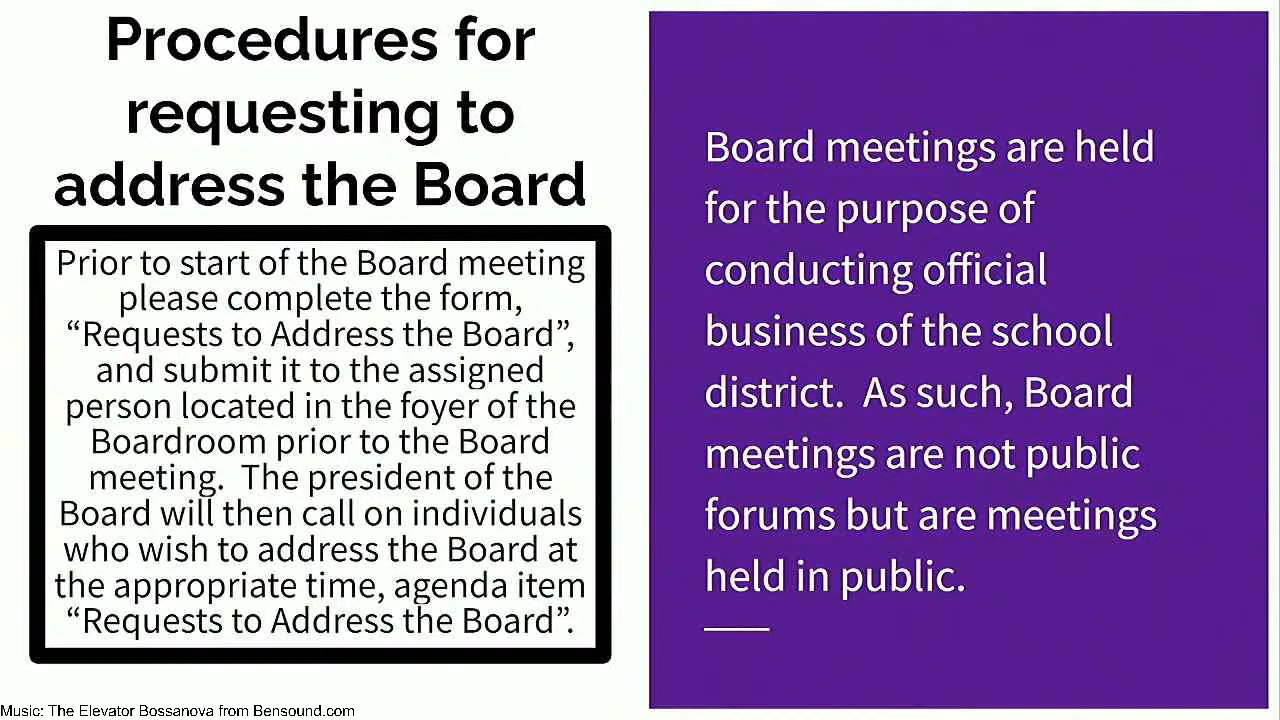 Procedures for
requesting to
address the Board
Prior to start of the Board meeting
please complete the form,
“Requests to Address the Board”,
and submit it to the assigned
person located in the foyer of the
Boardroom prior to the Board
meeting.  The president of the
Board will then call on individuals
who wish to address the Board at
the appropriate time, agenda item
“Requests to Address the Board”.
Board meetings are held
for the purpose of
conducting official
business of the school
district.  As such, Board
meetings are not public
forums but are meetings
held in public.
Music: The Elevator Bossanova from Bensound.com